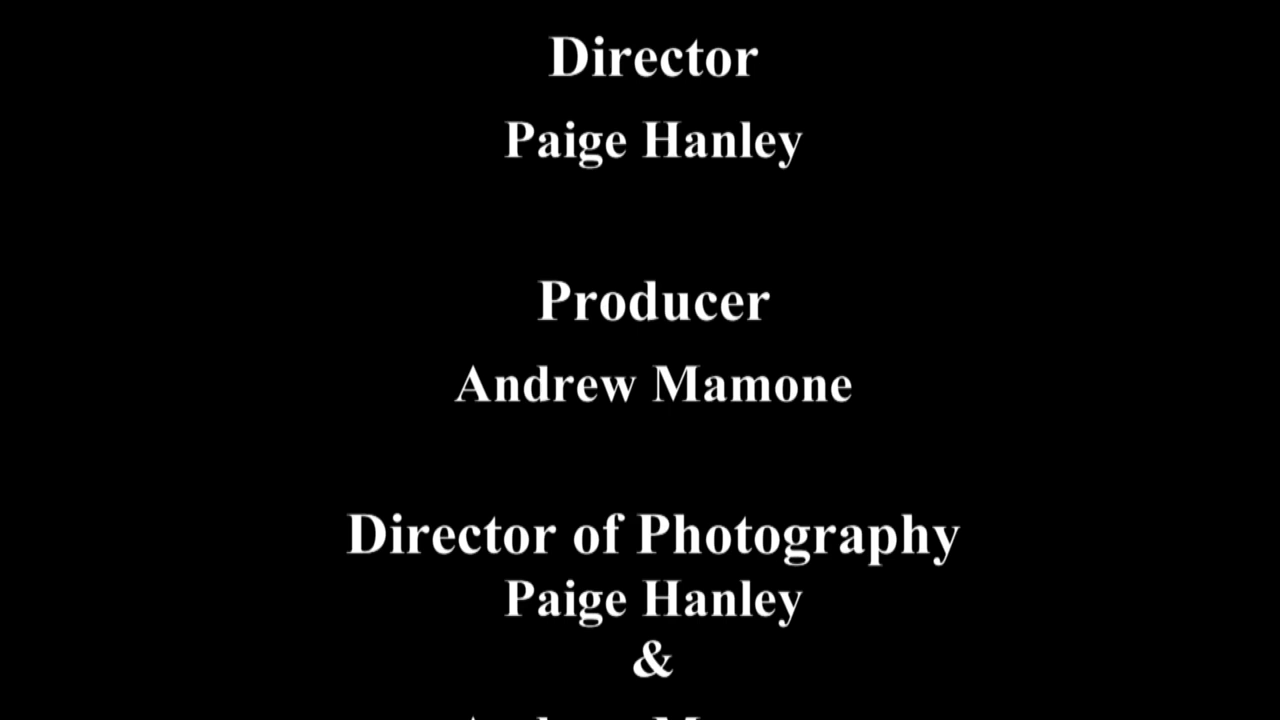 Director
Paige Hanley
Producer
Andrew Mamone
Director of Photography
Paige Hanley
&